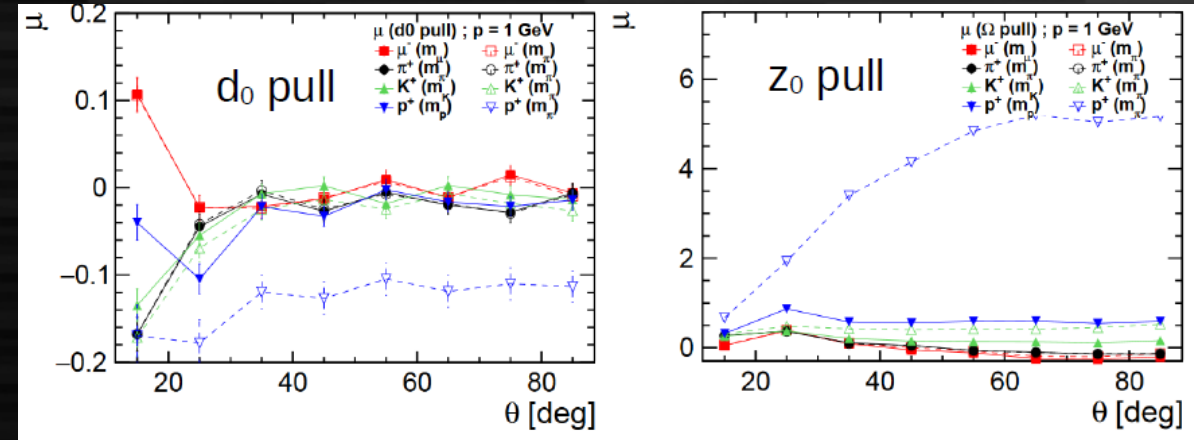 μ
μ (d0 pull) ; p = 1 GeV
μ⁻ (m_μ) μ⁻ (m_π)
π⁺ (m_π) π⁺ (m_π)
K⁺ (m_K) K⁺ (m_π)
p⁺ (m_p) p⁺ (m_π)
d₀ pull
0.2
0.1
0
−0.1
−0.2
20 40 60 80
θ [deg]
μ
μ (Ω pull) ; p = 1 GeV
μ⁻ (m_μ) μ⁻ (m_π)
π⁺ (m_π) π⁺ (m_π)
K⁺ (m_K) K⁺ (m_π)
p⁺ (m_p) p⁺ (m_π)
z₀ pull
6
4
2
0
20 40 60 80
θ [deg]